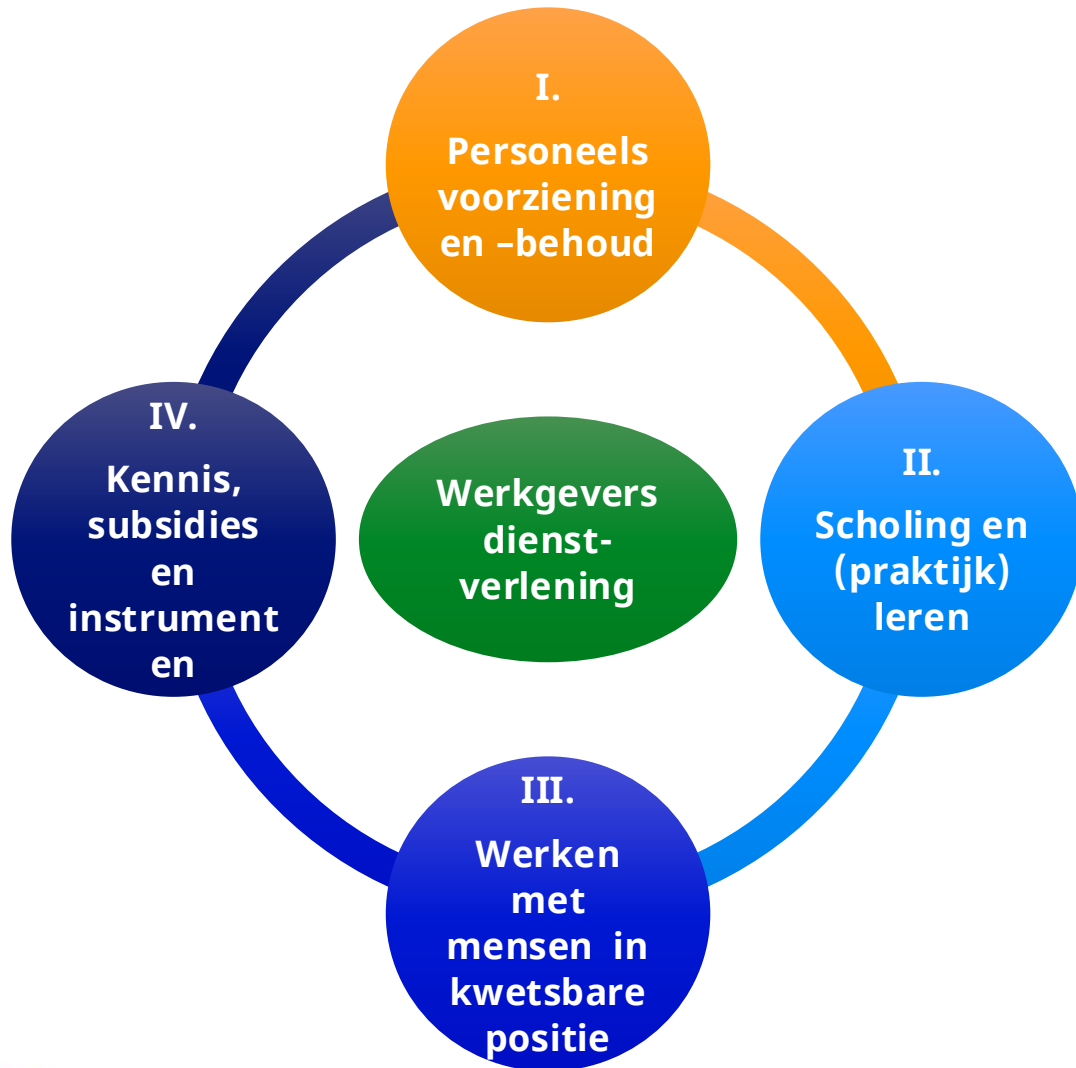 I.
Personeels
voorziening
en –behoud
II.
Scholing en
(praktijk)
leren
III.
Werken
met
mensen  in
kwetsbare
positie
IV.
Kennis,
subsidies
en
instrument
en
Werkgevers
dienst-
verlening